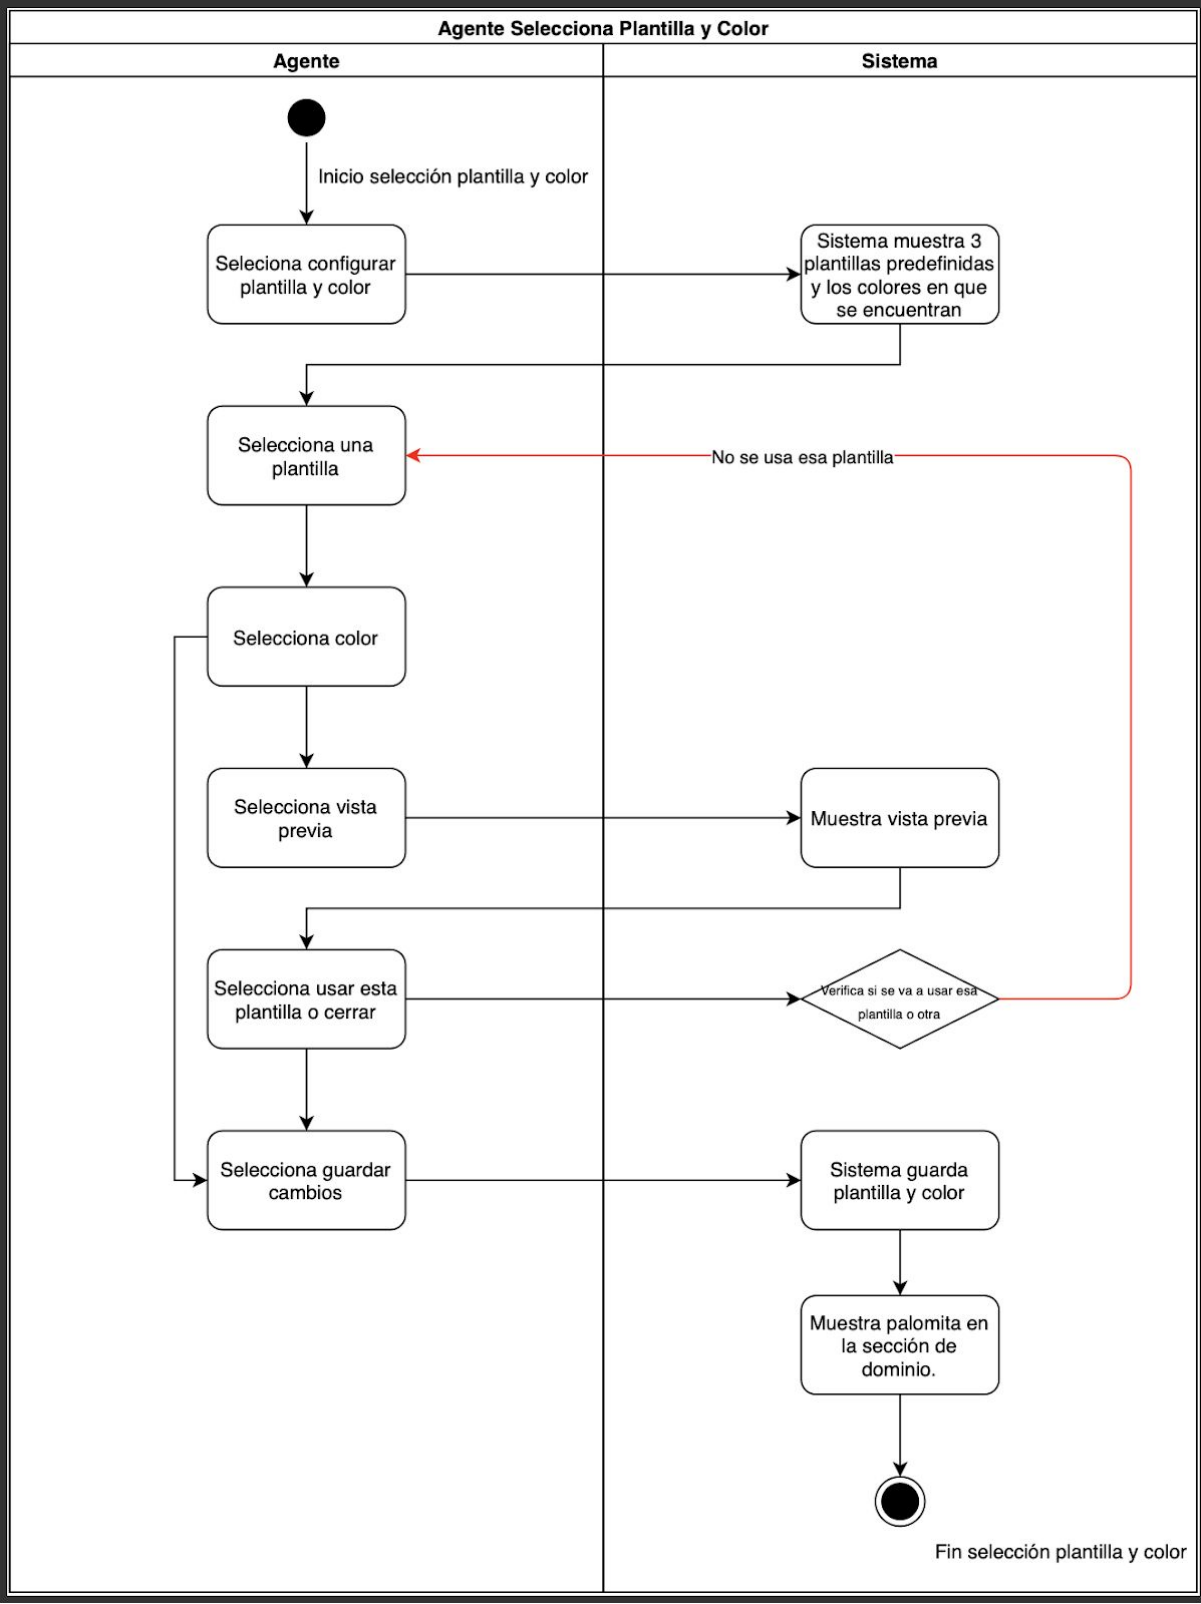 Agente Selecciona Plantilla y Color
Agente
Sistema
Inicio selección plantilla y color
Seleciona configurar
plantilla y color
Sistema muestra 3
plantillas predefinidas
y los colores en que
se encuentran
Selecciona una
plantilla
No se usa esa plantilla
Selecciona color
Selecciona vista
previa
Muestra vista previa
Selecciona usar esta
plantilla o cerrar
Verifica si se va a usar esa
plantilla o otra
Selecciona guardar
cambios
Sistema guarda
plantilla y color
Muestra palomita en
la sección de
dominio.
Fin selección plantilla y color